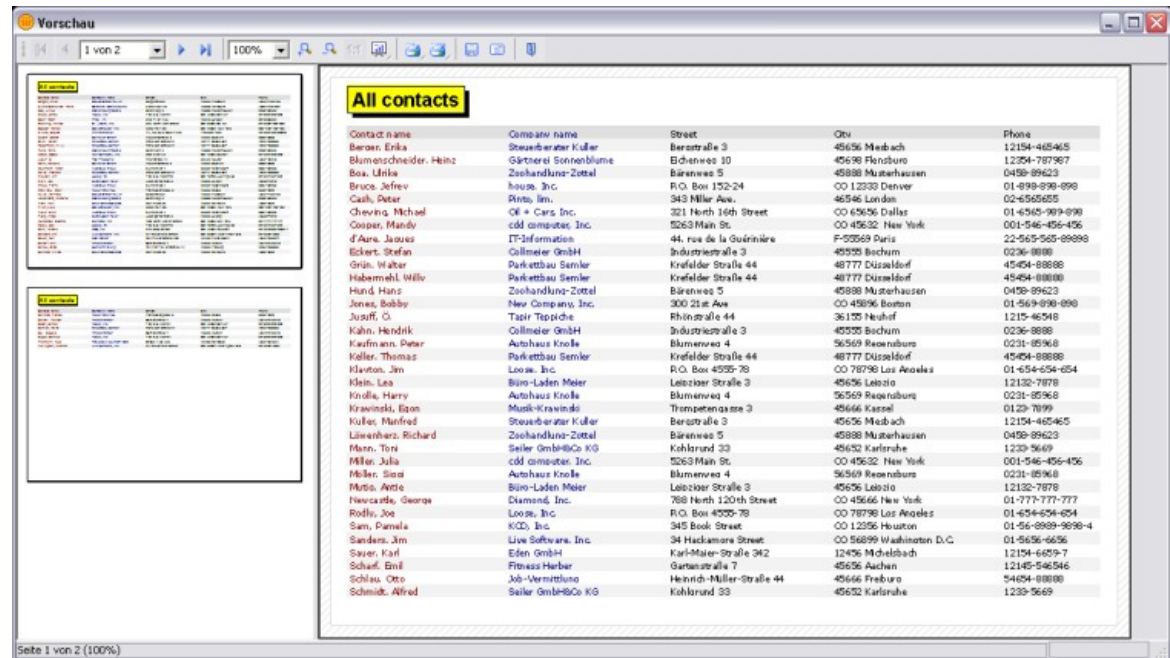 Vorschau
1 von 2 100%
All contacts
All contacts
All contacts
Contact name Company name Street City Phone
Berger, Erika Steuerberater Kuller Bergstraße 3 45656 Miesbach 12154-465465
Blumenschneider, Heinz Gärtnerei Sonnenblume Eichenweg 10 45698 Flensburg 12354-787987
Boa, Ulrike Zoohandlung-Zottel Bärenweg 5 45888 Musterhausen 0458-89623
Bruce, Jefrey house, Inc. P.O. Box 152-24 CO 12333 Denver 01-898-898-898
Cash, Peter Pinto, lim. 343 Miller Ave. 46546 London 02-6565655
Chewing, Michael Oil + Cars, Inc. 321 North 16th Street CO 65656 Dallas 01-6565-989-898
Cooper, Mandy cdd computer, Inc. 5263 Main St. CO 45632 New York 001-546-456-456
d'Aure, Jaques IT-Information 44, rue de la Guérinière F-55569 Paris 22-565-565-89898
Eckert, Stefan Collmeier GmbH Industriestraße 3 45555 Bochum 0236-8888
Grün, Walter Parkettbau Semler Krefelder Straße 44 48777 Düsseldorf 45454-88888
Habermehl, Willy Parkettbau Semler Krefelder Straße 44 48777 Düsseldorf 45454-88888
Hund, Hans Zoohandlung-Zottel Bärenweg 5 45888 Musterhausen 0458-89623
Jones, Bobby New Company, Inc. 300 21st Ave CO 45896 Boston 01-569-898-898
Jusuff, Ö. Tapir Teppiche Rhönstraße 44 36155 Neuhof 1215-46548
Kahn, Hendrik Collmeier GmbH Industriestraße 3 45555 Bochum 0236-8888
Kaufmann, Peter Autohaus Knolle Blumenweg 4 56569 Regensburg 0231-85968
Keller, Thomas Parkettbau Semler Krefelder Straße 44 48777 Düsseldorf 45454-88888
Klayton, Jim Loose, Inc. P.O. Box 4555-78 CO 78798 Los Angeles 01-654-654-654
Klein, Lea Büro-Laden Meier Leipziger Straße 3 45656 Leipzig 12132-7878
Knolle, Harry Autohaus Knolle Blumenweg 4 56569 Regensburg 0231-85968
Krawinski, Egon Musik-Krawinski Trompetengasse 3 45666 Kassel 0123-7899
Kuller, Manfred Steuerberater Kuller Bergstraße 3 45656 Miesbach 12154-465465
Löwenherz, Richard Zoohandlung-Zottel Bärenweg 5 45888 Musterhausen 0458-89623
Mann, Toni Seiler GmbH&Co KG Kohlgrund 33 45652 Karlsruhe 1233-5669
Miller, Julia cdd computer, Inc. 5263 Main St. CO 45632 New York 001-546-456-456
Möller, Siggi Autohaus Knolle Blumenweg 4 56569 Regensburg 0231-85968
Mutig, Antje Büro-Laden Meier Leipziger Straße 3 45656 Leipzig 12132-7878
Newcastle, George Diamond, Inc. 788 North 120th Street CO 45666 New York 01-777-777-777
Rodly, Joe Loose, Inc. P.O. Box 4555-78 CO 78798 Los Angeles 01-654-654-654
Sam, Pamela KCD, Inc. 345 Book Street CO 12356 Houston 01-56-8989-9898-4
Sanders, Jim Live Software, Inc. 34 Hackamore Street CO 56899 Washington D.C. 01-5656-6656
Sauer, Karl Eden GmbH Karl-Maier-Straße 342 12456 Michelsbach 12154-6659-7
Scharf, Emil Fitness Herber Gartenstraße 7 45656 Aachen 12145-546546
Schlau, Otto Job-Vermittlung Heinrich-Müller-Straße 44 45666 Freiburg 54654-88888
Schmidt, Alfred Seiler GmbH&Co KG Kohlgrund 33 45652 Karlsruhe 1233-5669
Seite 1 von 2 (100%)